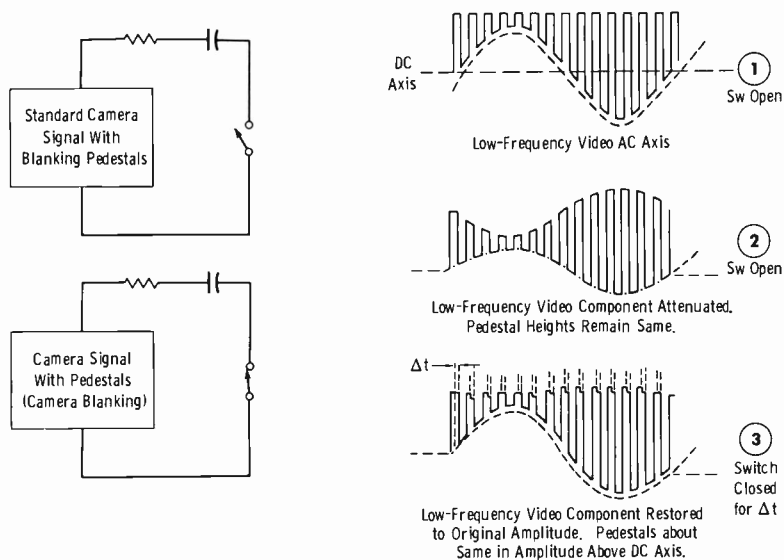 Standard Camera
Signal With
Blanking Pedestals
Camera Signal
With Pedestals
(Camera Blanking)
DC
Axis
1
Sw Open
Low-Frequency Video AC Axis
2
Sw Open
Low-Frequency Video Component Attenuated.
Pedestal Heights Remain Same.
Δt
3
Switch
Closed
for Δt
Low-Frequency Video Component Restored
to Original Amplitude. Pedestals about
Same in Amplitude Above DC Axis.